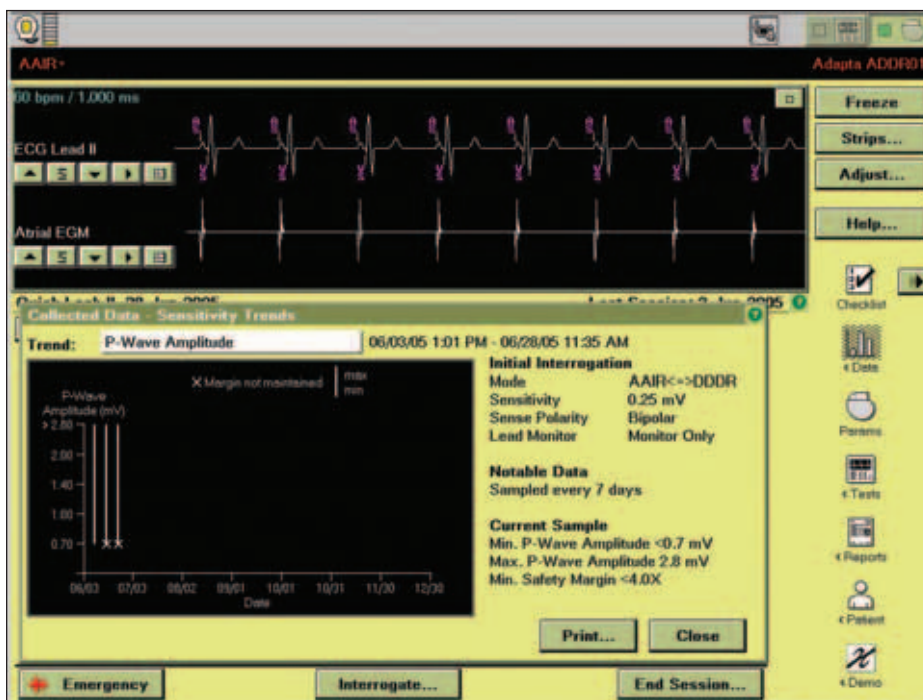 AAIR+
Adapta ADDR01
60 bpm / 1,000 ms
Freeze
Strips...
ECG Lead II
Adjust...
Help...
Atrial EGM
Checklist
Collected Data - Sensitivity Trends
Trend: P-Wave Amplitude 06/03/05 1:01 PM - 06/28/05 11:35 AM
Initial Interrogation
Mode AAIR<=>DDDR
Sensitivity 0.25 mV
Sense Polarity Bipolar
Lead Monitor Monitor Only
Notable Data
Sampled every 7 days
Current Sample
Min. P-Wave Amplitude <0.7 mV
Max. P-Wave Amplitude 2.8 mV
Min. Safety Margin <4.0X
× Margin not maintained
max
min
P-Wave
Amplitude (mV)
> 2.80
2.00
1.40
1.00
0.70
06/03 07/03 08/02 09/01 10/01 10/31 11/30 12/30
Date
Print... Close
< Data
Params
< Tests
< Reports
< Patient
< Demo
Emergency Interrogate... End Session...